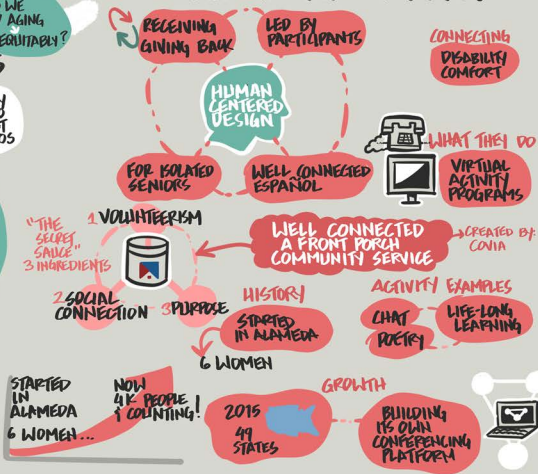 WE
AGING
EQUITABLY?
RECEIVING
GIVING BACK
LED BY
PARTICIPANTS
CONNECTING
DISABILITY
COMFORT
HUMAN
CENTERED
DESIGN
FOR ISOLATED
SENIORS
WELL CONNECTED
ESPAÑOL
WHAT THEY DO
VIRTUAL
ACTIVITY
PROGRAMS
"THE
SECRET
SAUCE"
3 INGREDIENTS
1 VOLUNTEERISM
2 SOCIAL
CONNECTION
3 PURPOSE
WELL CONNECTED
A FRONT PORCH
COMMUNITY SERVICE
CREATED BY:
COVIA
HISTORY
STARTED
IN ALAMEDA
6 WOMEN
ACTIVITY EXAMPLES
CHAT
POETRY
LIFE-LONG
LEARNING
STARTED
IN
ALAMEDA
6 WOMEN...
NOW
4K PEOPLE
& COUNTING!
GROWTH
2015
49
STATES
BUILDING
ITS OWN
CONFERENCING
PLATFORM